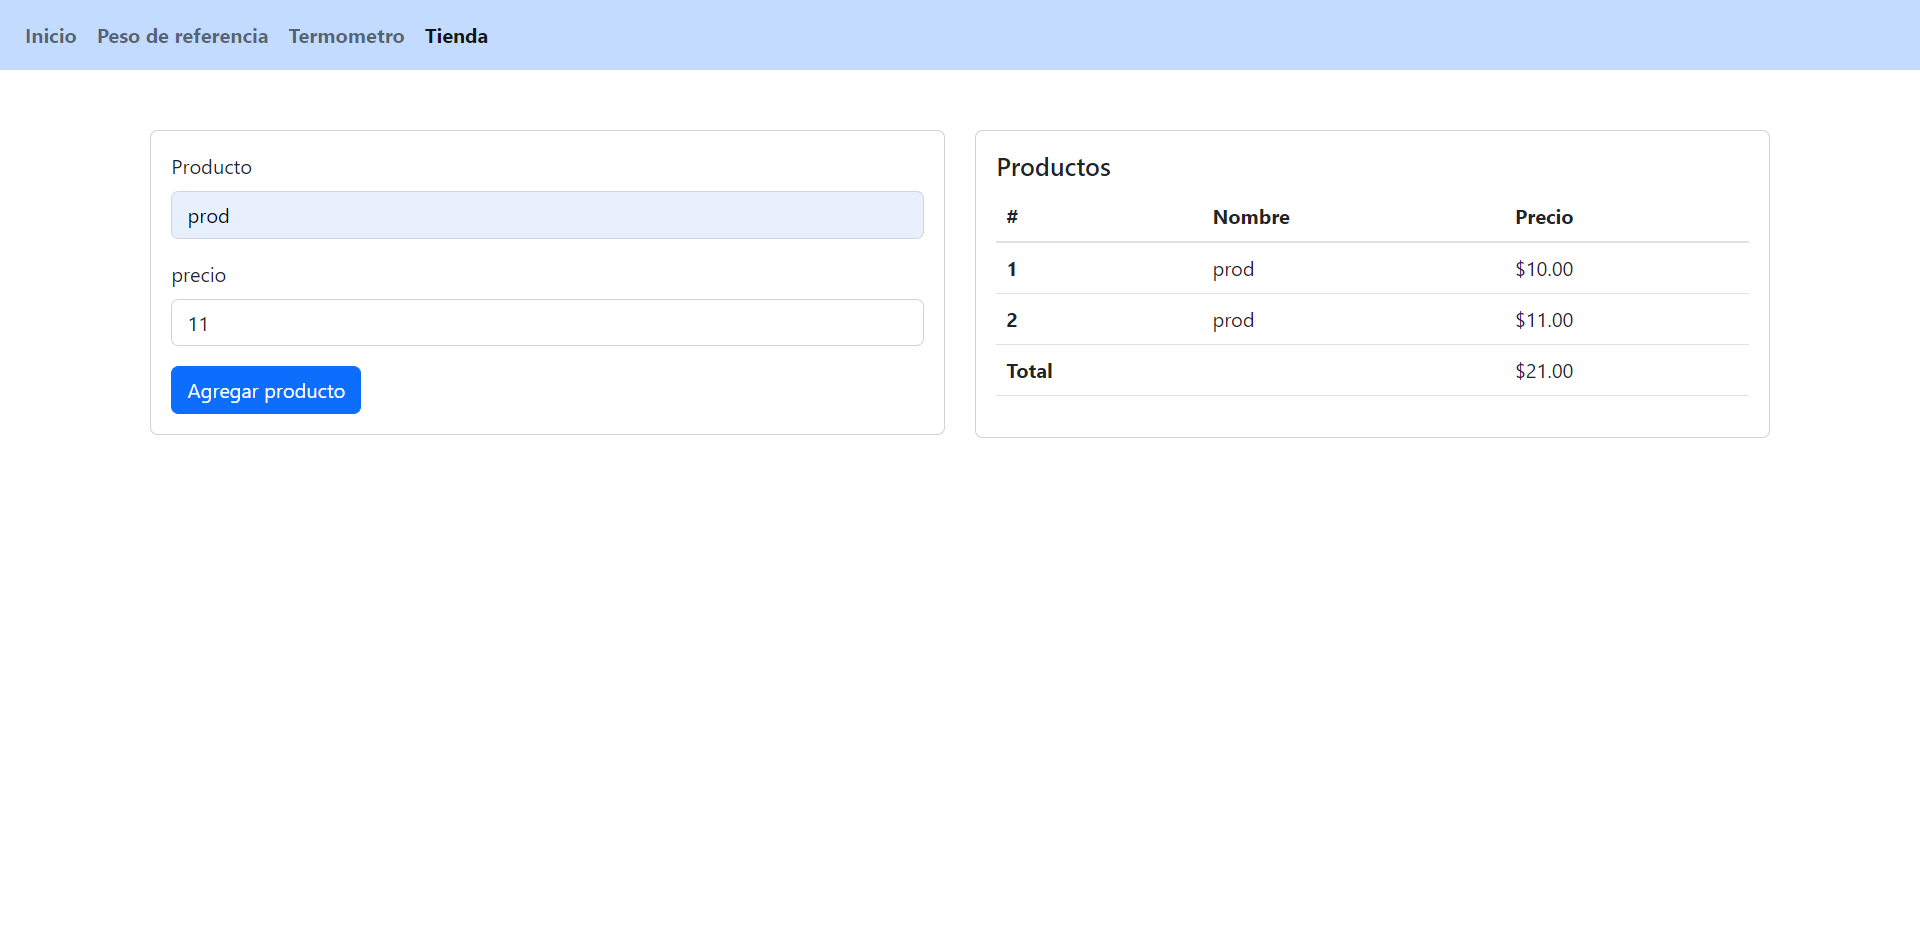 Inicio Peso de referencia Termometro Tienda
Producto
prod
precio
11
Agregar producto
Productos
# Nombre Precio
1 prod $10.00
2 prod $11.00
Total $21.00